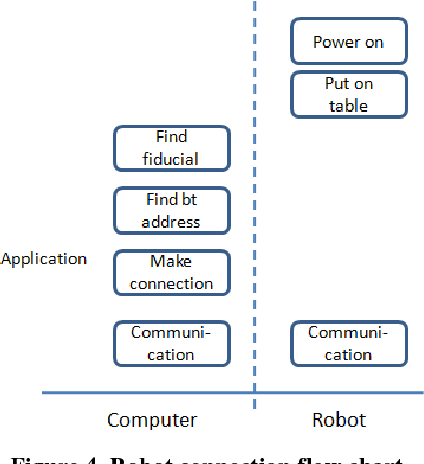 Power on
Put on
table
Find
fiducial
Find bt
address
Application
Make
connection
Communi-
cation
Communi-
cation
Computer
Robot
Figure 4. Robot connection flow chart